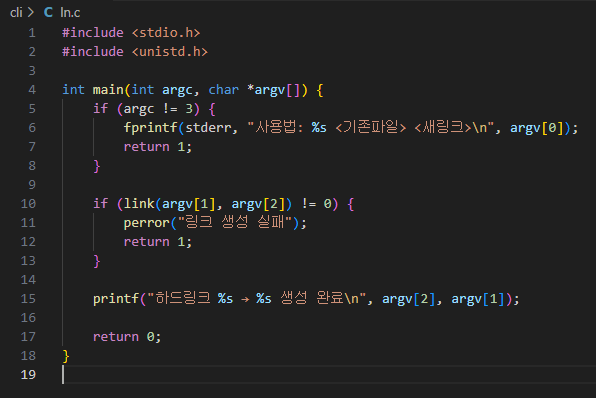 cli > C ln.c
1 #include <stdio.h>
2 #include <unistd.h>
3
4 int main(int argc, char *argv[]) {
5     if (argc != 3) {
6         fprintf(stderr, "사용법: %s <기존파일> <새링크>\n", argv[0]);
7         return 1;
8     }
9
10     if (link(argv[1], argv[2]) != 0) {
11         perror("링크 생성 실패");
12         return 1;
13     }
14
15     printf("하드링크 %s → %s 생성 완료\n", argv[2], argv[1]);
16
17     return 0;
18 }
19